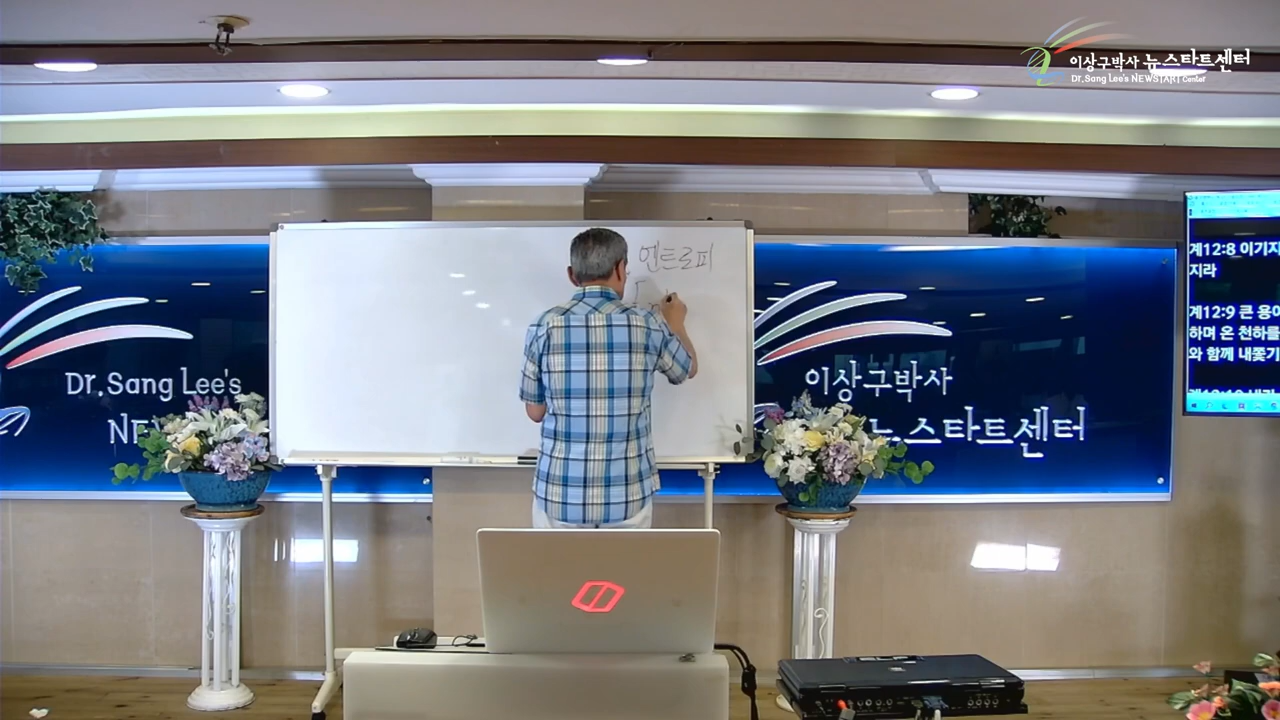 이상구박사 뉴스타트센터
Dr.Sang Lee's NEWSTART Center
엔트로피
계12:8 이기지
지라
계12:9 큰 용이
하며 온 천하를
와 함께 내쫓기
Dr.Sang Lee's
이상구박사
뉴스타트센터